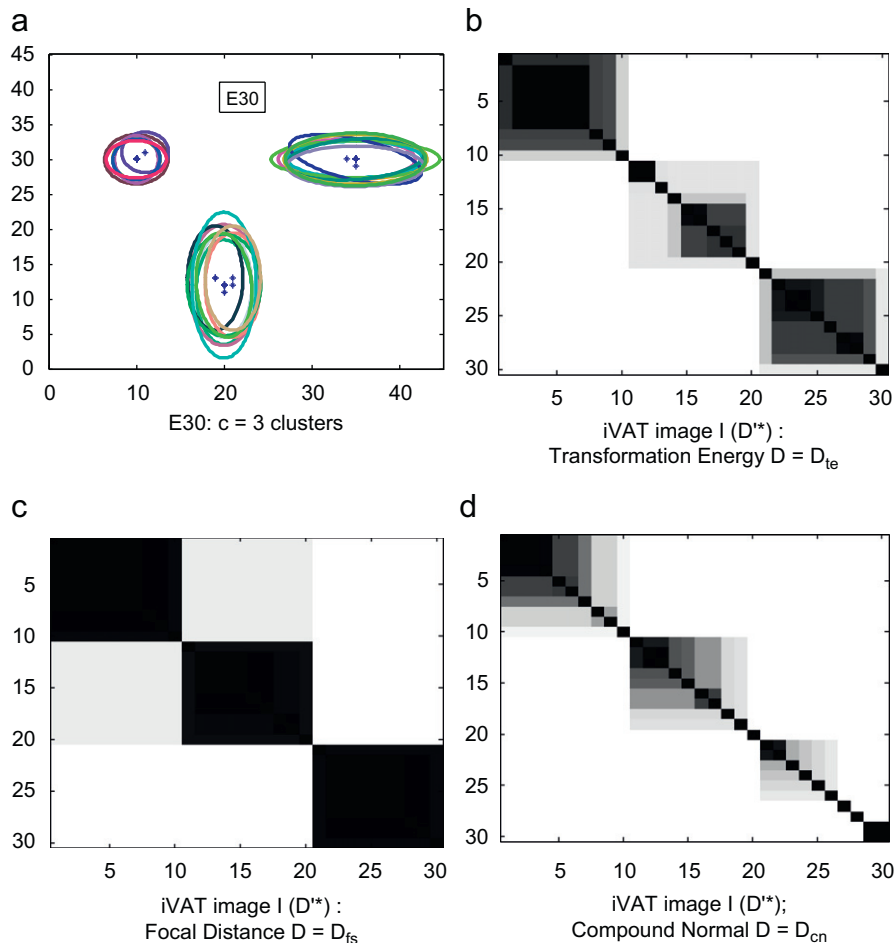 a
45
40
35
30
25
20
15
10
5
0
E30
0 10 20 30 40
E30: c = 3 clusters
b
5
10
15
20
25
30
5 10 15 20 25 30
iVAT image I (D'*) :
Transformation Energy D = Dte
c
5
10
15
20
25
30
5 10 15 20 25 30
iVAT image I (D'*) :
Focal Distance D = Dfs
d
5
10
15
20
25
30
5 10 15 20 25 30
iVAT image I (D'*);
Compound Normal D = Dcn